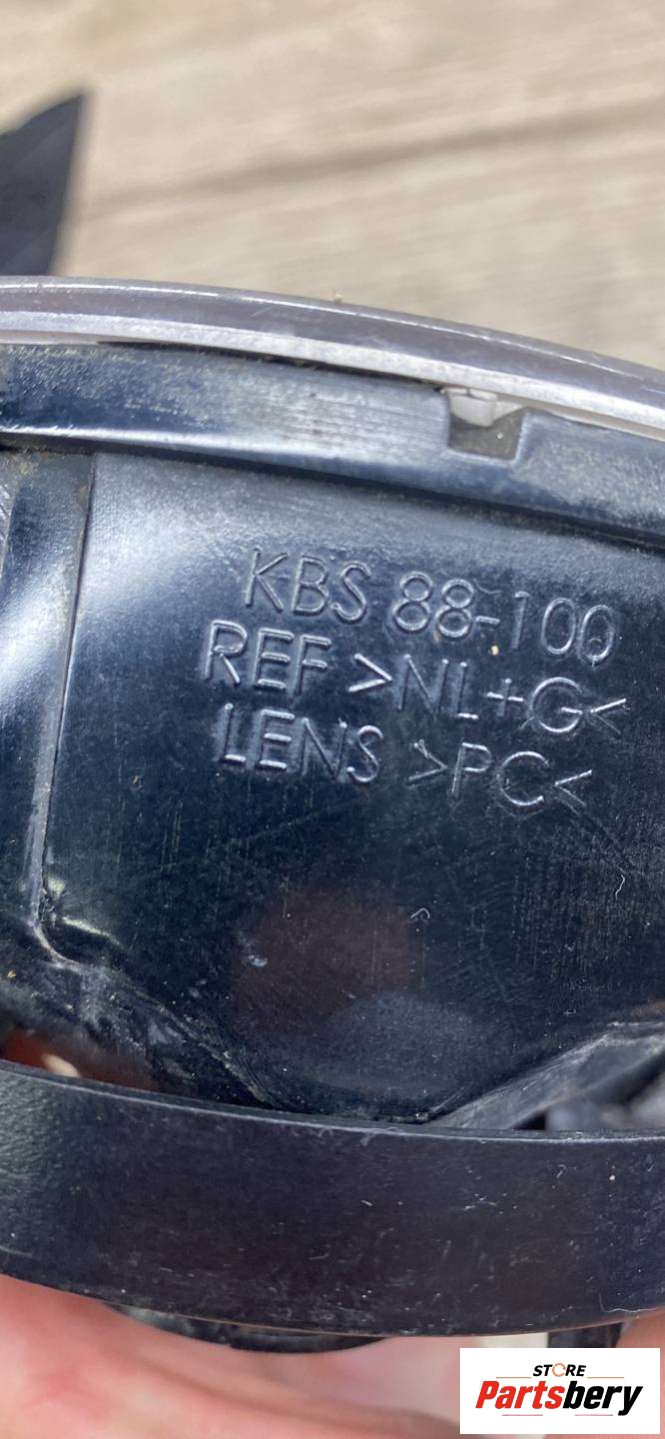 KBS 88-100
REF >NL+G<
LENS >PC<
STORE
Partsbery